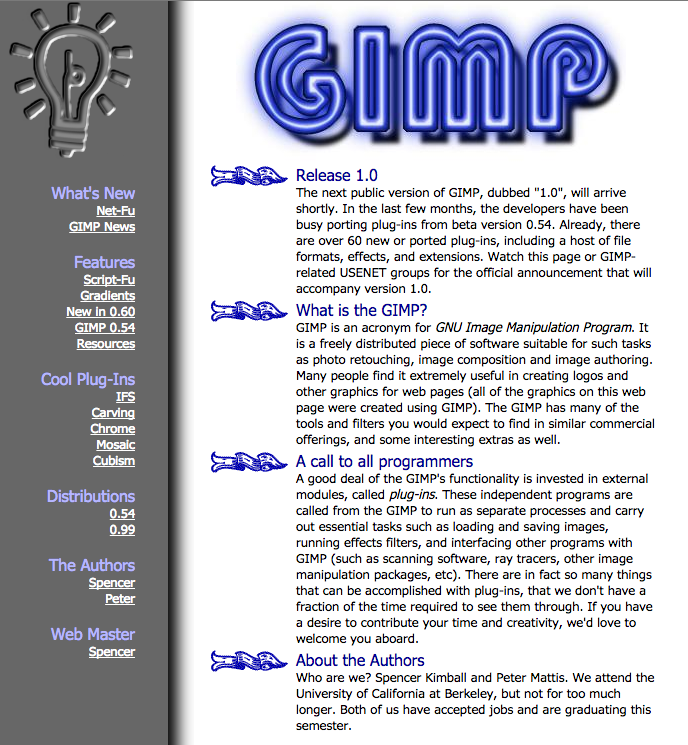 GIMP
What's New
Net-Fu
GIMP News
Features
Script-Fu
Gradients
New in 0.60
GIMP 0.54
Resources
Cool Plug-Ins
IFS
Carving
Chrome
Mosaic
Cubism
Distributions
0.54
0.99
The Authors
Spencer
Peter
Web Master
Spencer
Release 1.0
The next public version of GIMP, dubbed "1.0", will arrive
shortly. In the last few months, the developers have been
busy porting plug-ins from beta version 0.54. Already, there
are over 60 new or ported plug-ins, including a host of file
formats, effects, and extensions. Watch this page or GIMP-
related USENET groups for the official announcement that will
accompany version 1.0.
What is the GIMP?
GIMP is an acronym for GNU Image Manipulation Program. It
is a freely distributed piece of software suitable for such tasks
as photo retouching, image composition and image authoring.
Many people find it extremely useful in creating logos and
other graphics for web pages (all of the graphics on this web
page were created using GIMP). The GIMP has many of the
tools and filters you would expect to find in similar commercial
offerings, and some interesting extras as well.
A call to all programmers
A good deal of the GIMP's functionality is invested in external
modules, called plug-ins. These independent programs are
called from the GIMP to run as separate processes and carry
out essential tasks such as loading and saving images,
running effects filters, and interfacing other programs with
GIMP (such as scanning software, ray tracers, other image
manipulation packages, etc). There are in fact so many things
that can be accomplished with plug-ins, that we don't have a
fraction of the time required to see them through. If you have
a desire to contribute your time and creativity, we'd love to
welcome you aboard.
About the Authors
Who are we? Spencer Kimball and Peter Mattis. We attend the
University of California at Berkeley, but not for too much
longer. Both of us have accepted jobs and are graduating this
semester.